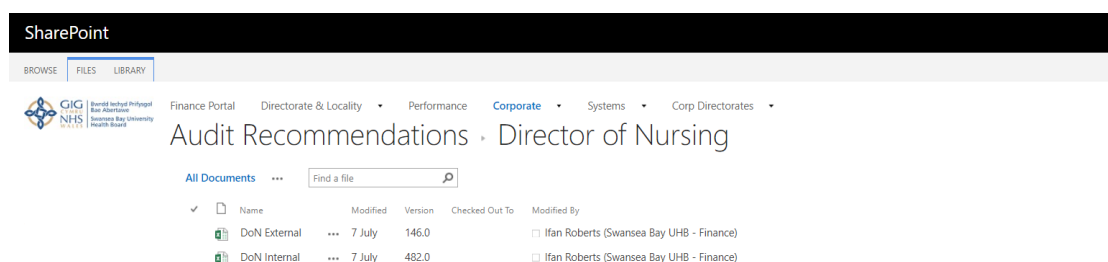 SharePoint
BROWSE FILES LIBRARY
GIG CYMRU NHS WALES Bwrdd Iechyd Prifysgol Bae Abertawe Swansea Bay University Health Board
Finance Portal Directorate & Locality Performance Corporate Systems Corp Directorates
Audit Recommendations Director of Nursing
All Documents ... Find a file
Name Modified Version Checked Out To Modified By
DoN External ... 7 July 146.0 Ifan Roberts (Swansea Bay UHB - Finance)
DoN Internal ... 7 July 482.0 Ifan Roberts (Swansea Bay UHB - Finance)